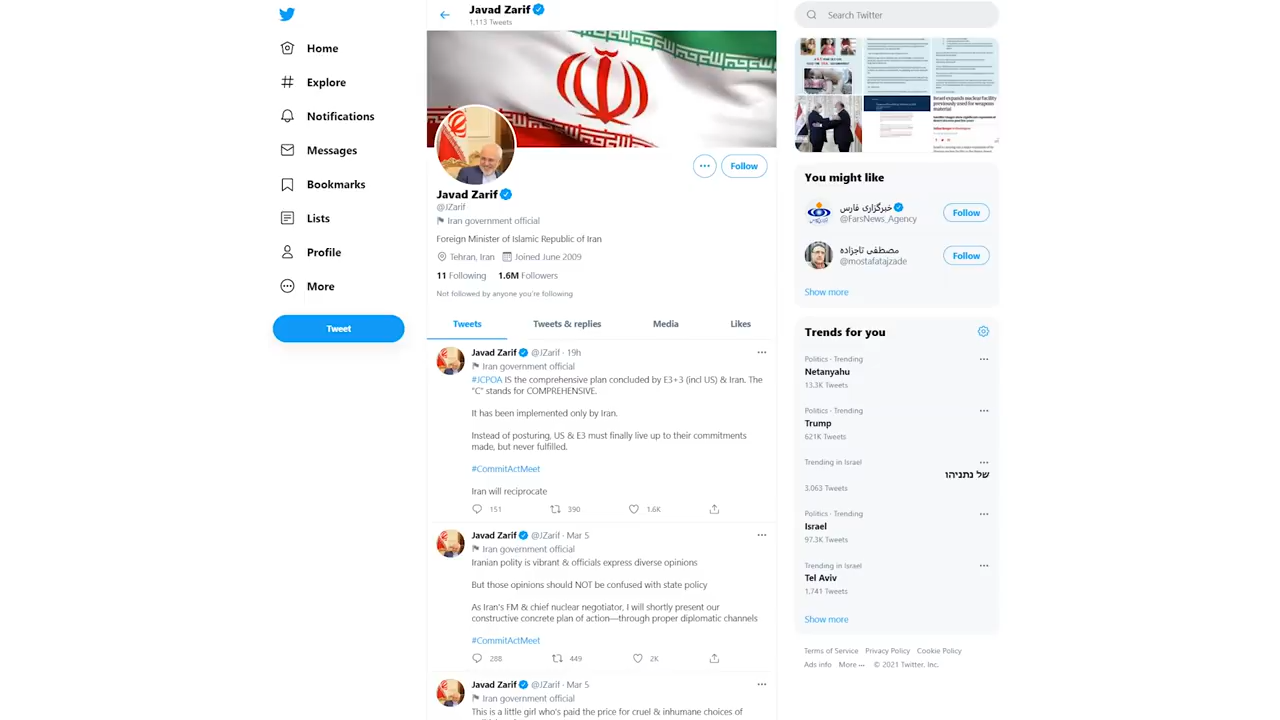 Home
Explore
Notifications
Messages
Bookmarks
Lists
Profile
More
Tweet
Javad Zarif
1,113 Tweets
Follow
Javad Zarif
@JZarif
Iran government official
Foreign Minister of Islamic Republic of Iran
Tehran, Iran Joined June 2009
11 Following 1.6M Followers
Not followed by anyone you're following
Tweets Tweets & replies Media Likes
Javad Zarif @JZarif · 19h
Iran government official
#JCPOA IS the comprehensive plan concluded by E3+3 (incl US) & Iran. The
"C" stands for COMPREHENSIVE.
It has been implemented only by Iran.
Instead of posturing, US & E3 must finally live up to their commitments
made, but never fulfilled.
#CommitActMeet
Iran will reciprocate
151 390 1.6K
Javad Zarif @JZarif · Mar 5
Iran government official
Iranian polity is vibrant & officials express diverse opinions
But those opinions should NOT be confused with state policy
As Iran's FM & chief nuclear negotiator, I will shortly present our
constructive concrete plan of action—through proper diplomatic channels
#CommitActMeet
288 449 2K
Javad Zarif @JZarif · Mar 5
Iran government official
This is a little girl who's paid the price for cruel & inhumane choices of
Search Twitter
Israel expands nuclear facility
previously used for weapons
material
You might like
خبرگزاری فارس
@FarsNews_Agency
Follow
مصطفی تاجزاده
@mostafatajzade
Follow
Show more
Trends for you
Politics · Trending
Netanyahu
13.3K Tweets
Politics · Trending
Trump
621K Tweets
Trending in Israel
של נתניהו
3,063 Tweets
Politics · Trending
Israel
97.3K Tweets
Trending in Israel
Tel Aviv
1,741 Tweets
Show more
Terms of Service Privacy Policy Cookie Policy
Ads info More ··· © 2021 Twitter, Inc.